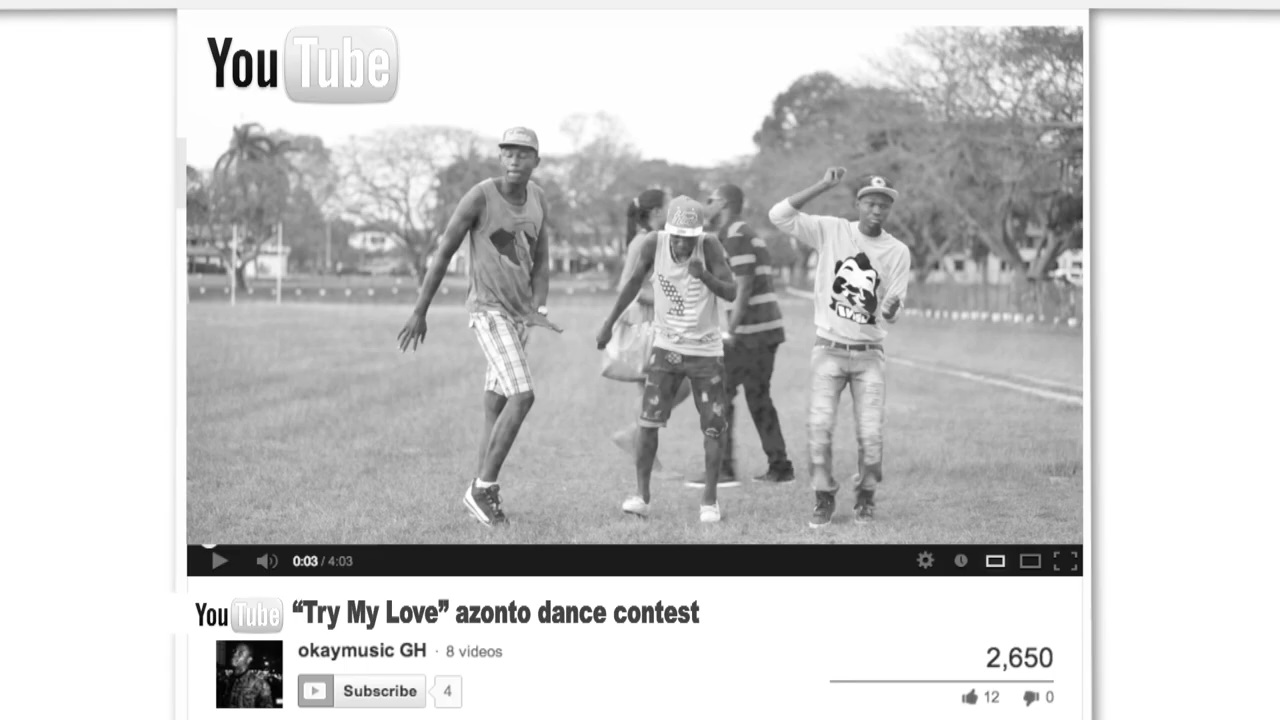 YouTube
0:03 / 4:03
YouTube "Try My Love" azonto dance contest
okaymusic GH · 8 videos
Subscribe 4
2,650
12 0